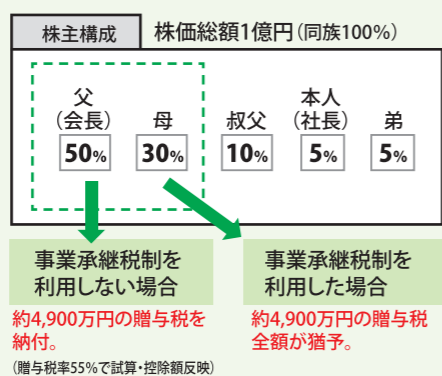 株主構成
株価総額1億円(同族100%)
父
(会長)
50%
母
30%
叔父
10%
本人
(社長)
5%
弟
5%
事業承継税制を
利用しない場合
約4,900万円の贈与税を
納付。
(贈与税率55%で試算・控除額反映)
事業承継税制を
利用した場合
約4,900万円の贈与税
全額が猶予。